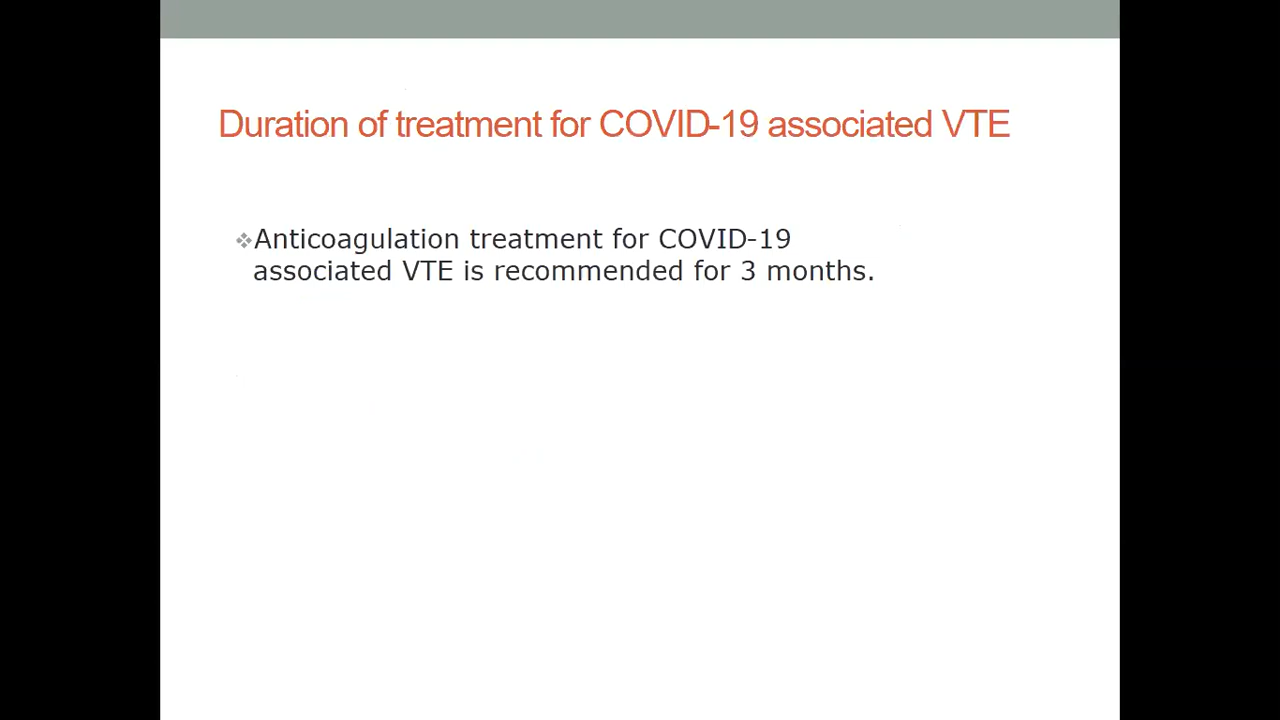 Duration of treatment for COVID-19 associated VTE
❖Anticoagulation treatment for COVID-19
associated VTE is recommended for 3 months.